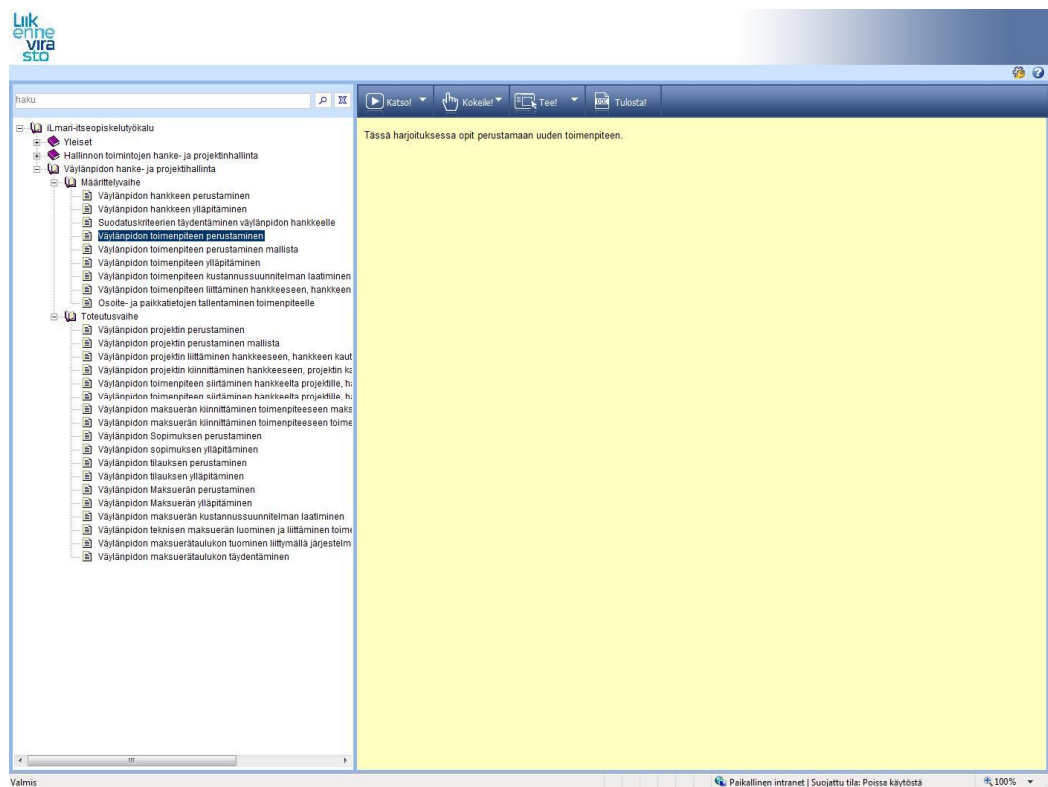 Liik
enne
vira
sto
haku
Katso!
Kokeile!
Tee!
Tulosta!
iLmari-itseopiskelutyökalu
Yleiset
Hallinnon toimintojen hanke- ja projektinhallinta
Väylänpidon hanke- ja projektihallinta
Määrittelyvaihe
Väylänpidon hankkeen perustaminen
Väylänpidon hankkeen ylläpitäminen
Suodatuskriteerien täydentäminen väylänpidon hankkeelle
Väylänpidon toimenpiteen perustaminen
Väylänpidon toimenpiteen perustaminen mallista
Väylänpidon toimenpiteen ylläpitäminen
Väylänpidon toimenpiteen kustannussuunnitelman laatiminen
Väylänpidon toimenpiteen liittäminen hankkeeseen, hankkeen
Osoite- ja paikkatietojen tallentaminen toimenpiteelle
Toteutusvaihe
Väylänpidon projektin perustaminen
Väylänpidon projektin perustaminen mallista
Väylänpidon projektin liittäminen hankkeeseen, hankkeen kaut
Väylänpidon projektin kiinnittäminen hankkeeseen, projektin ka
Väylänpidon toimenpiteen siirtäminen hankkeelta projektille, ha
Väylänpidon toimenpiteen siirtäminen hankkeelta projektille, ha
Väylänpidon maksuerän kiinnittäminen toimenpiteeseen maks
Väylänpidon maksuerän kiinnittäminen toimenpiteeseen toime
Väylänpidon Sopimuksen perustaminen
Väylänpidon sopimuksen ylläpitäminen
Väylänpidon tilauksen perustaminen
Väylänpidon tilauksen ylläpitäminen
Väylänpidon Maksuerän perustaminen
Väylänpidon Maksuerän ylläpitäminen
Väylänpidon maksuerän kustannussuunnitelman laatiminen
Väylänpidon teknisen maksuerän luominen ja liittäminen toime
Väylänpidon maksuerätaulukon tuominen liittymällä järjestelm
Väylänpidon maksuerätaulukon täydentäminen
Tässä harjoituksessa opit perustamaan uuden toimenpiteen.
Valmis
Paikallinen intranet | Suojattu tila: Poissa käytöstä
100%